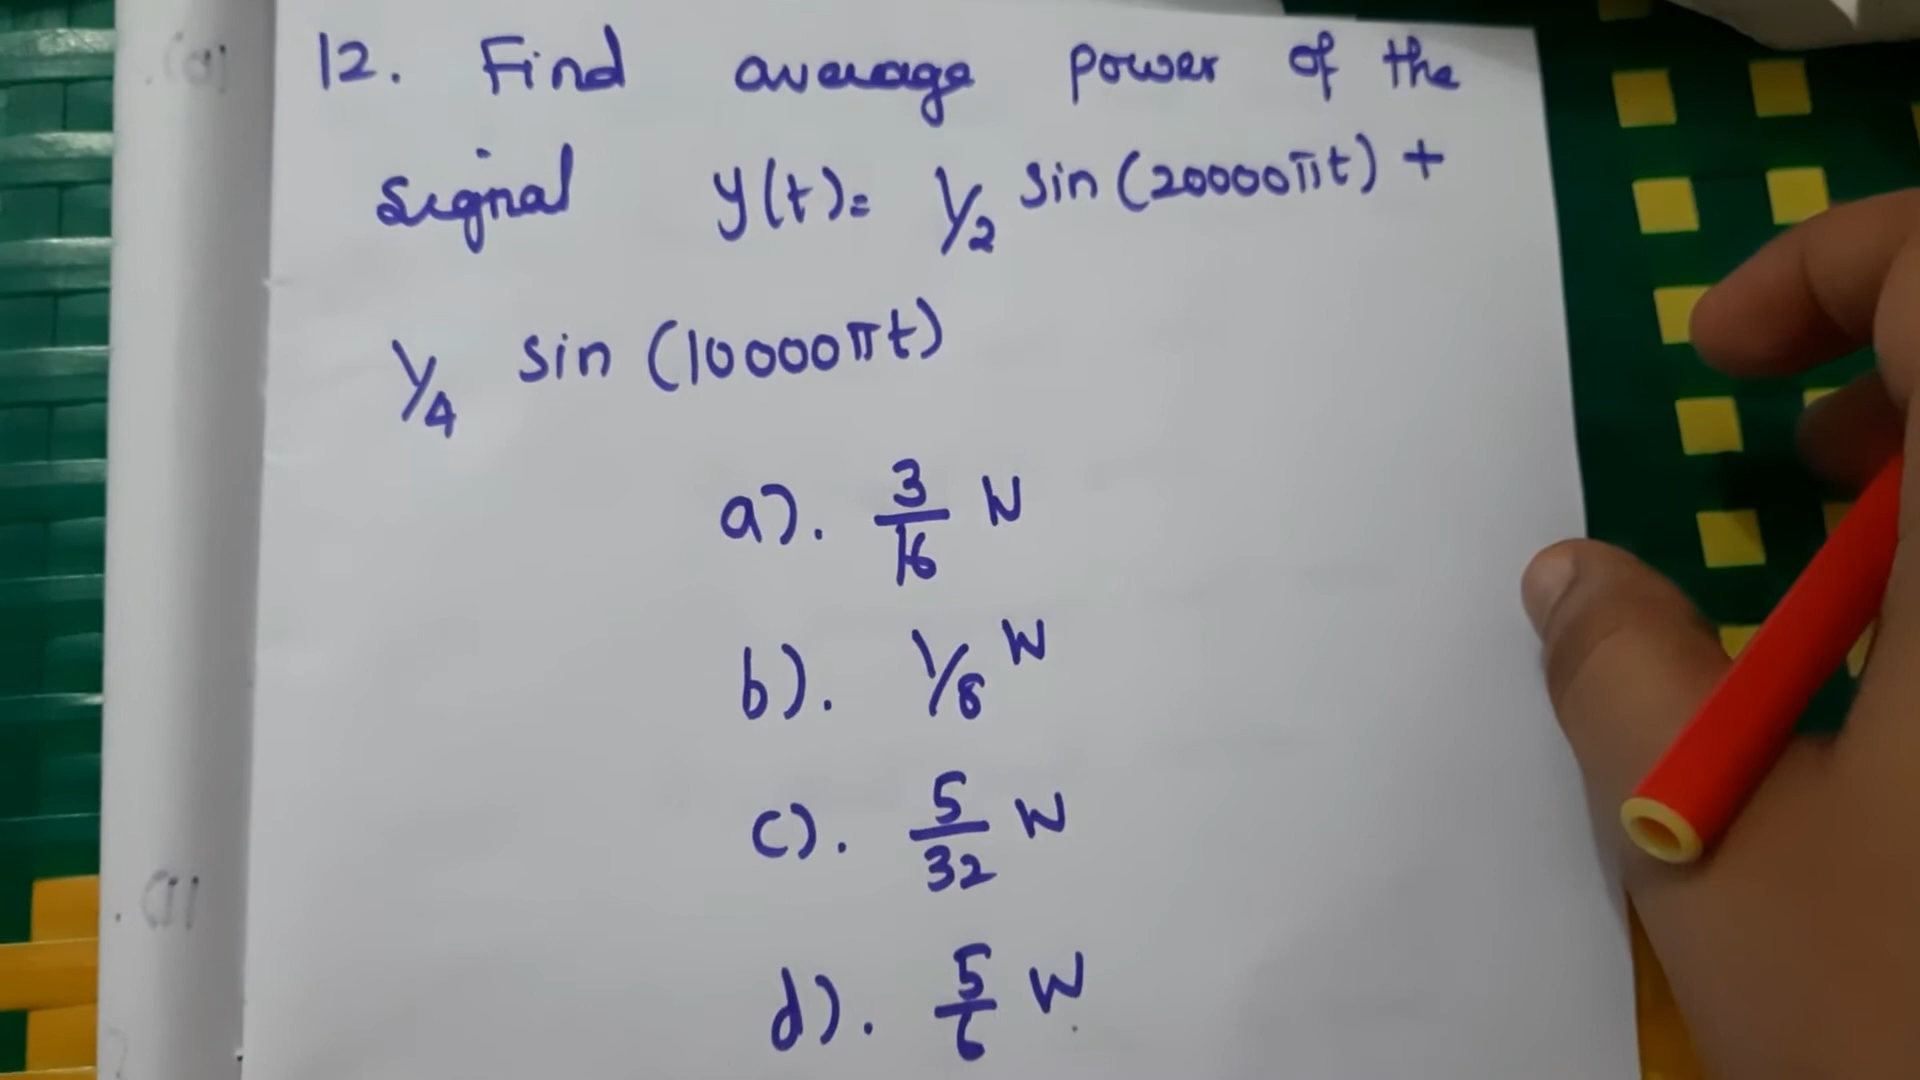 12. Find average power of the
signal y(t)= 1/2 sin(20000πt) +
1/4 sin (10000πt)
a). 3/16 W
b). 1/8 W
c). 5/32 W
d). 5/6 W